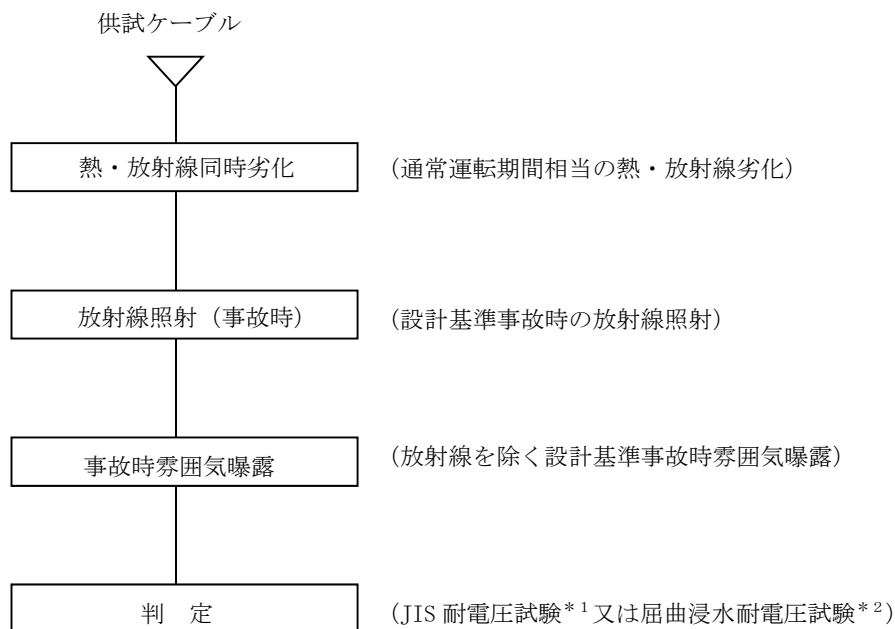 供試ケーブル
熱・放射線同時劣化 (通常運転期間相当の熱・放射線劣化)
放射線照射(事故時) (設計基準事故時の放射線照射)
事故時雰囲気曝露 (放射線を除く設計基準事故時雰囲気曝露)
判 定 (JIS 耐電圧試験*1又は屈曲浸水耐電圧試験*2)